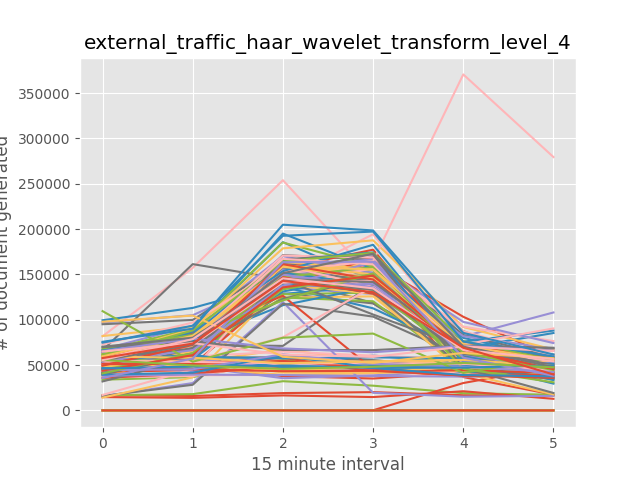 external_traffic_haar_wavelet_transform_level_4
# of document generated
350000
300000
250000
200000
150000
100000
50000
0
0 1 2 3 4 5
15 minute interval